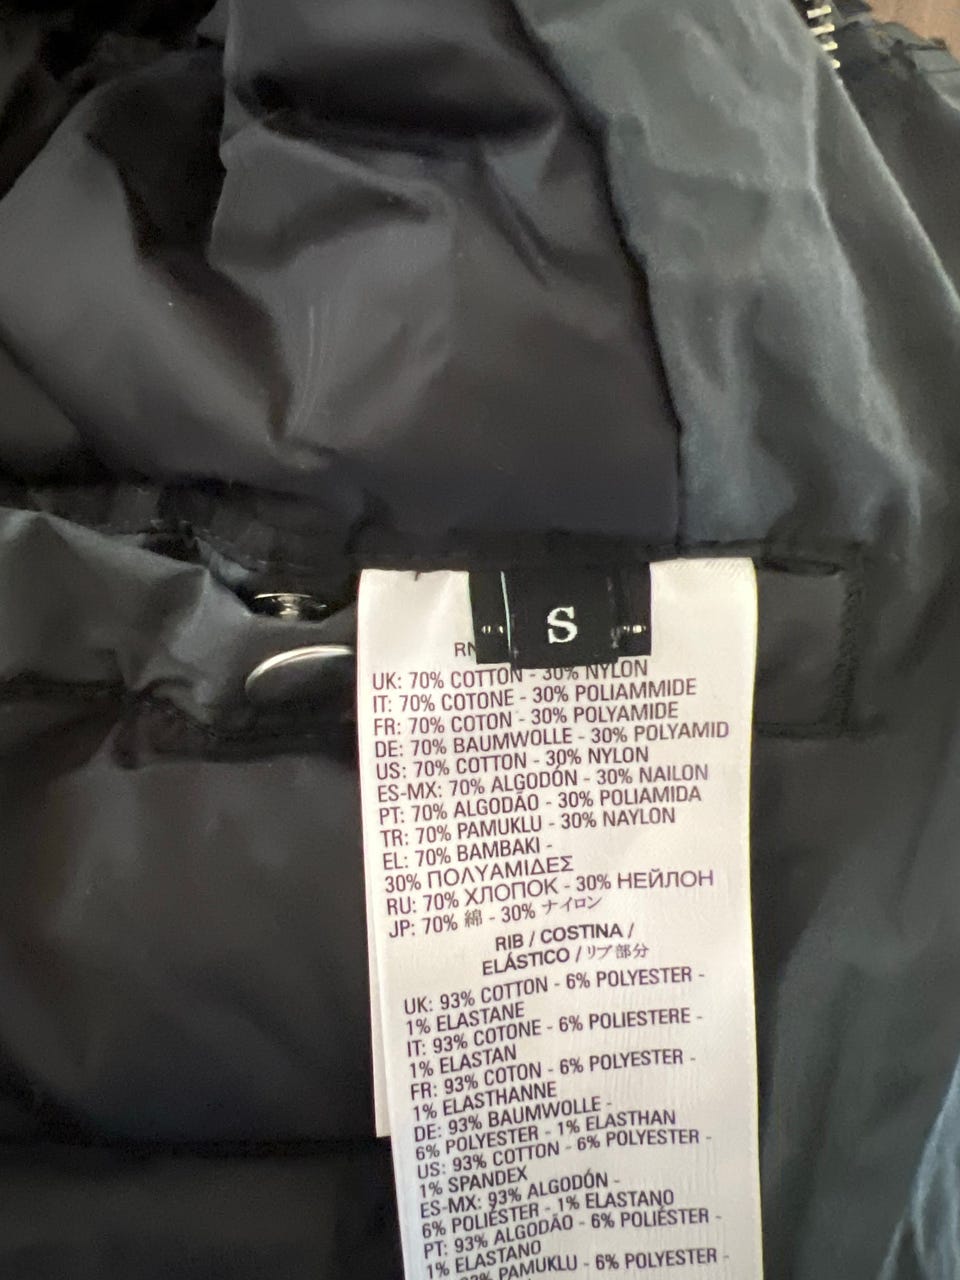 S
RN
UK: 70% COTTON - 30% NYLON
IT: 70% COTONE - 30% POLIAMMIDE
FR: 70% COTON - 30% POLYAMIDE
DE: 70% BAUMWOLLE - 30% POLYAMID
US: 70% COTTON - 30% NYLON
ES-MX: 70% ALGODÓN - 30% NAILON
PT: 70% ALGODÃO - 30% POLIAMIDA
TR: 70% PAMUKLU - 30% NAYLON
EL: 70% ΒΑΜΒΑΚΙ -
30% ΠΟΛΥΑΜΙΔΕΣ
RU: 70% ХЛОПОК - 30% НЕЙЛОН
JP: 70% 綿 - 30% ナイロン
RIB / COSTINA /
ELÁSTICO / リブ部分
UK: 93% COTTON - 6% POLYESTER -
1% ELASTANE
IT: 93% COTONE - 6% POLIESTERE -
1% ELASTAN
FR: 93% COTON - 6% POLYESTER -
1% ELASTHANNE
DE: 93% BAUMWOLLE -
6% POLYESTER - 1% ELASTHAN
US: 93% COTTON - 6% POLYESTER -
1% SPANDEX
ES-MX: 93% ALGODÓN -
6% POLIÉSTER - 1% ELASTANO
PT: 93% ALGODÃO - 6% POLIÉSTER -
1% ELASTANO
93% PAMUKLU - 6% POLYESTER -